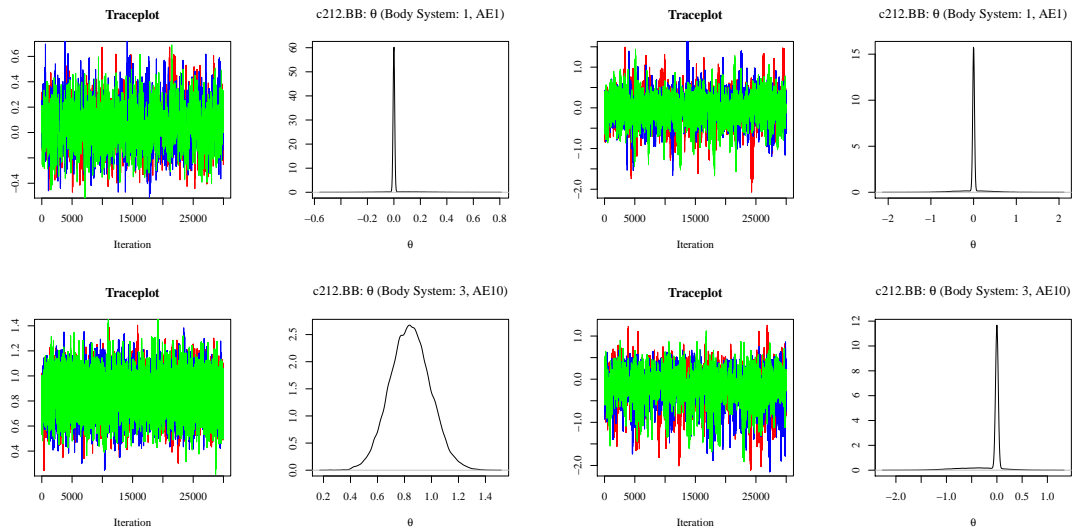 Traceplot
c212.BB: θ (Body System: 1, AE1)
Traceplot
c212.BB: θ (Body System: 1, AE1)
0.6
0.4
0.2
0.0
−0.4
0 5000 15000 25000
Iteration
60
50
40
30
20
10
0
−0.6 −0.4 −0.2 0.0 0.2 0.4 0.6 0.8
θ
1.0
0.0
−1.0
−2.0
0 5000 15000 25000
Iteration
15
10
5
0
−2 −1 0 1 2
θ
Traceplot
c212.BB: θ (Body System: 3, AE10)
Traceplot
c212.BB: θ (Body System: 3, AE10)
1.4
1.2
1.0
0.8
0.6
0.4
0 5000 15000 25000
Iteration
2.5
2.0
1.5
1.0
0.5
0.0
0.2 0.4 0.6 0.8 1.0 1.2 1.4
θ
1.0
0.0
−1.0
−2.0
0 5000 15000 25000
Iteration
12
10
8
6
4
2
0
−2.0 −1.0 0.0 0.5 1.0
θ